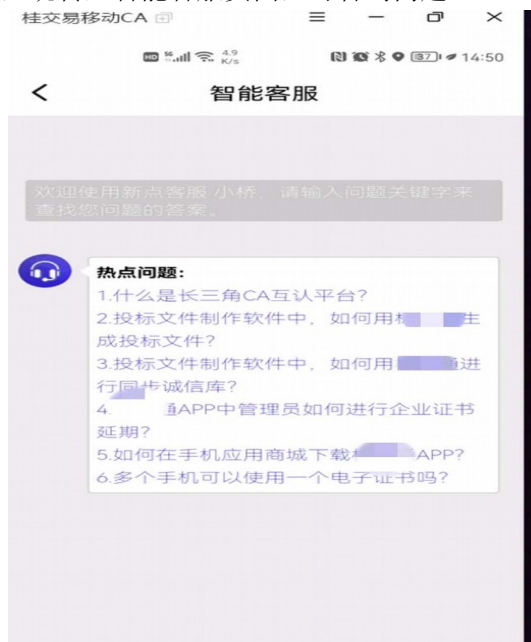 桂交易移动CA
HD 5G 4.9 K/s 37 14:50
智能客服
欢迎使用新点客服小桥，请输入问题关键字来
查找您问题的答案。
热点问题：
1.什么是长三角CA互认平台？
2.投标文件制作软件中，如何用 生
成投标文件？
3.投标文件制作软件中，如何用 通进
行同步诚信库？
4. 通APP中管理员如何进行企业证书
延期？
5.如何在手机应用商城下载 APP？
6.多个手机可以使用一个电子证书吗？